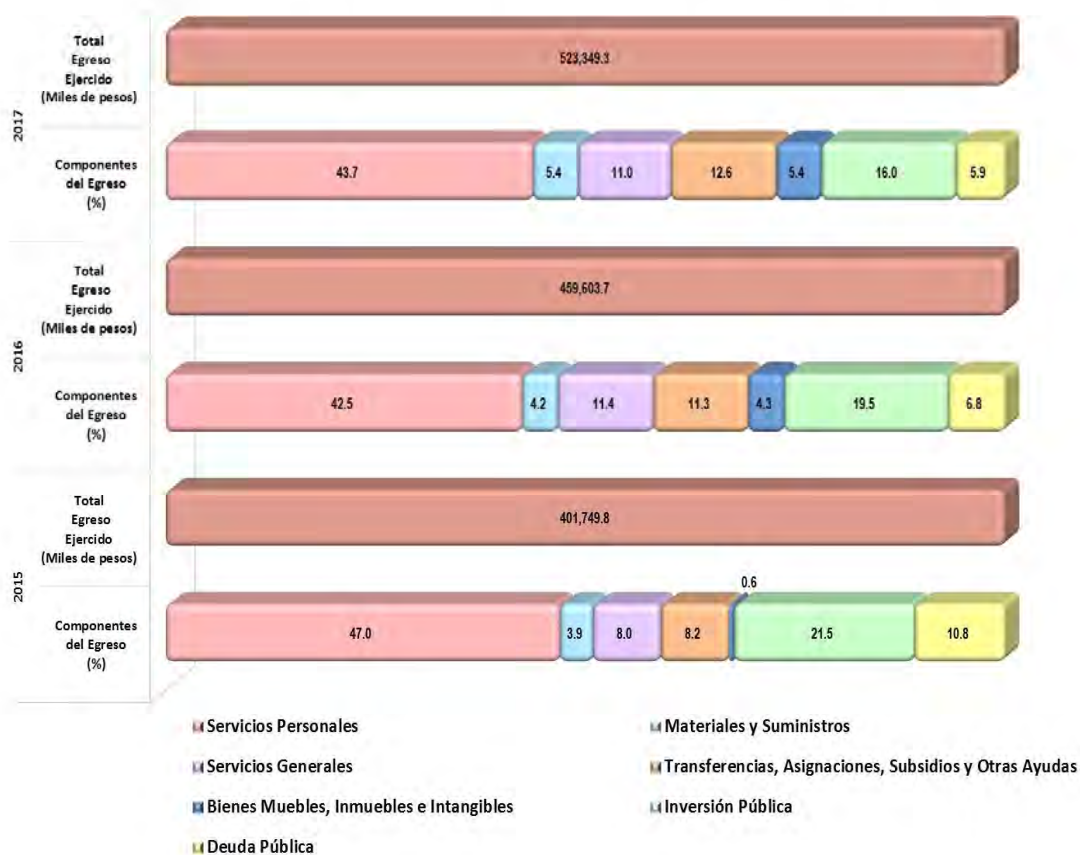 2017
Total
Egreso
Ejercido
(Miles de pesos)
523,349.3
Componentes
del Egreso
(%)
43.7 5.4 11.0 12.6 5.4 16.0 5.9
2016
Total
Egreso
Ejercido
(Miles de pesos)
459,603.7
Componentes
del Egreso
(%)
42.5 4.2 11.4 11.3 4.3 19.5 6.8
2015
Total
Egreso
Ejercido
(Miles de pesos)
401,749.8
Componentes
del Egreso
(%)
0.6
47.0 3.9 8.0 8.2 21.5 10.8
Servicios Personales
Materiales y Suministros
Servicios Generales
Transferencias, Asignaciones, Subsidios y Otras Ayudas
Bienes Muebles, Inmuebles e Intangibles
Inversión Pública
Deuda Pública